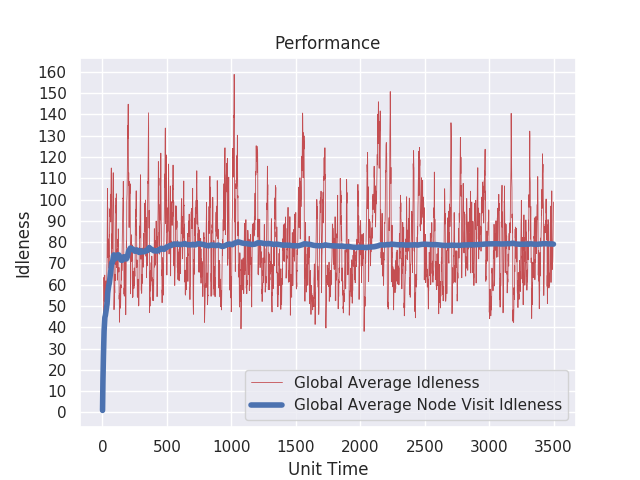 Performance
Idleness
160
150
140
130
120
110
100
90
80
70
60
50
40
30
20
10
0
0 500 1000 1500 2000 2500 3000 3500
Unit Time
Global Average Idleness
Global Average Node Visit Idleness